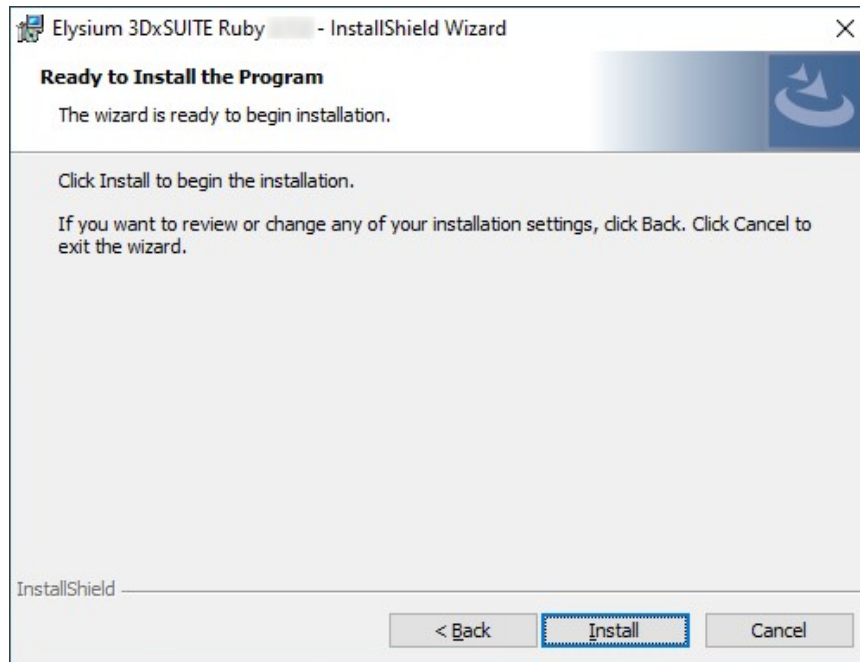 Elysium 3DxSUITE Ruby - InstallShield Wizard
Ready to Install the Program
The wizard is ready to begin installation.
Click Install to begin the installation.
If you want to review or change any of your installation settings, click Back. Click Cancel to
exit the wizard.
InstallShield
< Back Install Cancel